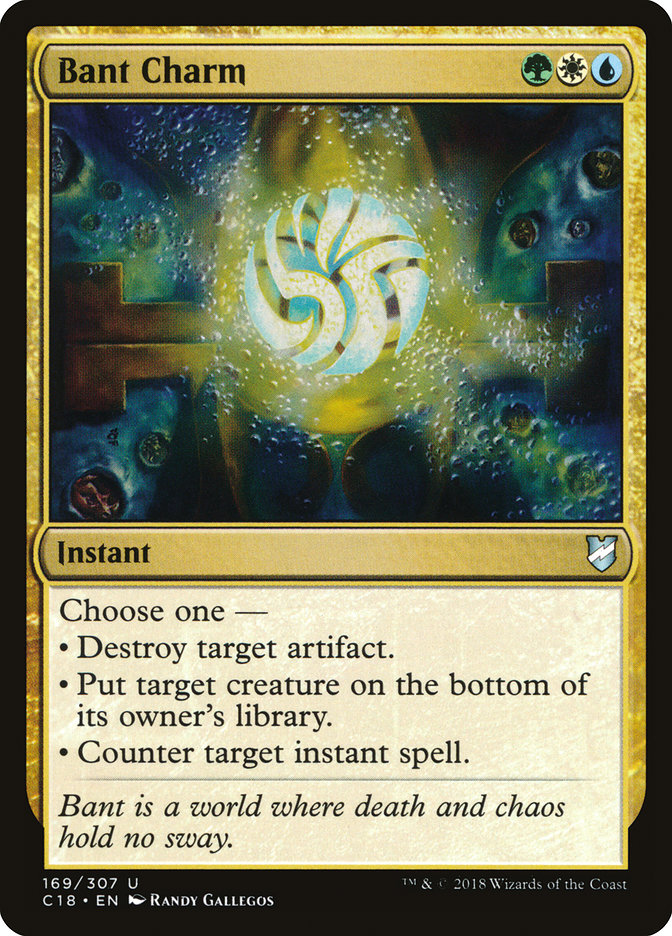 Bant Charm
Instant
Choose one —
• Destroy target artifact.
• Put target creature on the bottom of
its owner's library.
• Counter target instant spell.
Bant is a world where death and chaos
hold no sway.
169/307 U
™ & © 2018 Wizards of the Coast
C18 • EN Randy Gallegos